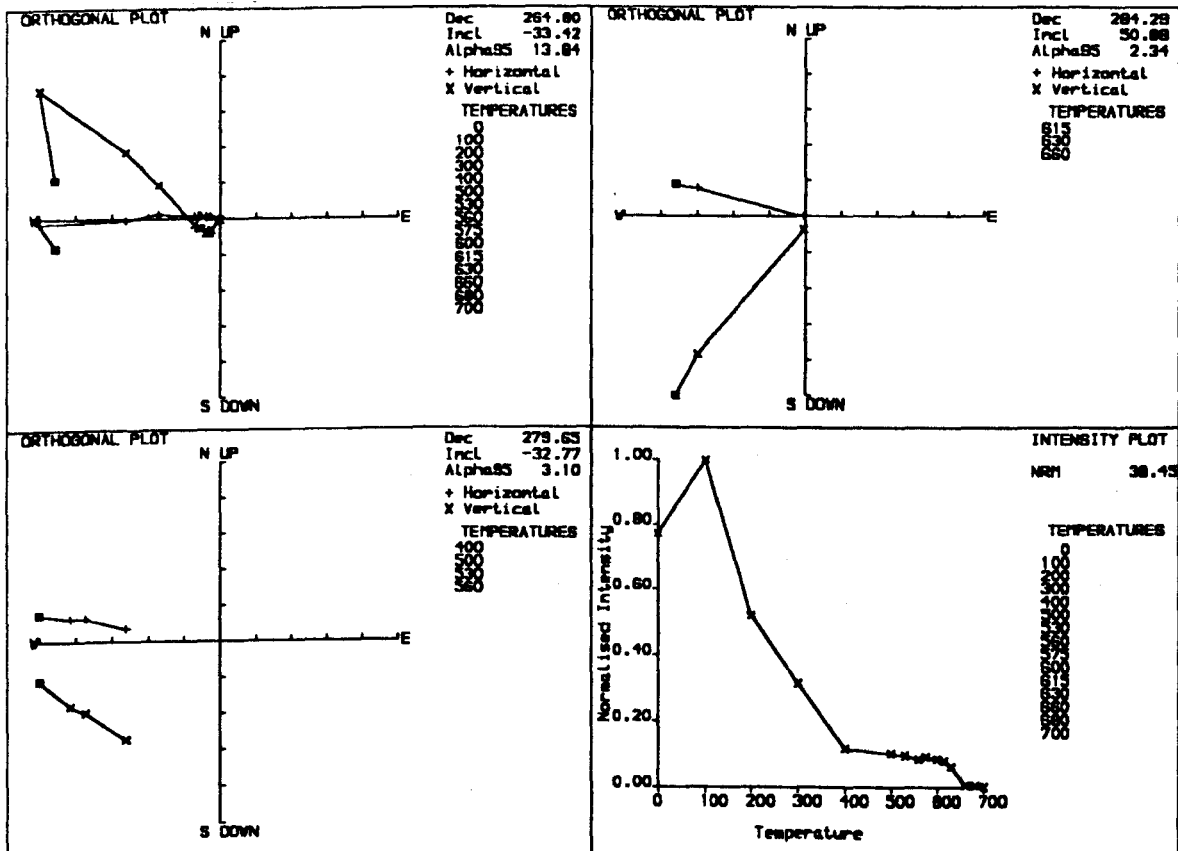 ORTHOGONAL PLOT
N UP
Dec 264.80
Incl -33.42
Alpha95 13.84
+ Horizontal
X Vertical
TEMPERATURES
0
100
200
300
400
500
530
560
575
600
615
630
660
680
700
W
E
S DOWN
ORTHOGONAL PLOT
N UP
Dec 284.29
Incl 50.88
Alpha95 2.34
+ Horizontal
X Vertical
TEMPERATURES
615
630
660
W
E
S DOWN
ORTHOGONAL PLOT
N UP
Dec 279.65
Incl -32.77
Alpha95 3.10
+ Horizontal
X Vertical
TEMPERATURES
400
500
530
560
W
E
S DOWN
INTENSITY PLOT
NRM 38.45
TEMPERATURES
0
100
200
300
400
500
530
560
575
600
615
630
660
680
700
1.00
0.80
0.60
0.40
0.20
0.00
Normalised Intensity
0 100 200 300 400 500 600 700
Temperature